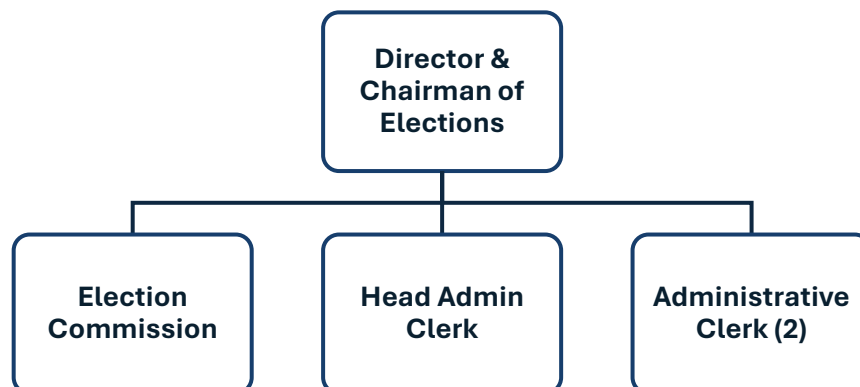 Director &
Chairman of
Elections
Election
Commission
Head Admin
Clerk
Administrative
Clerk (2)